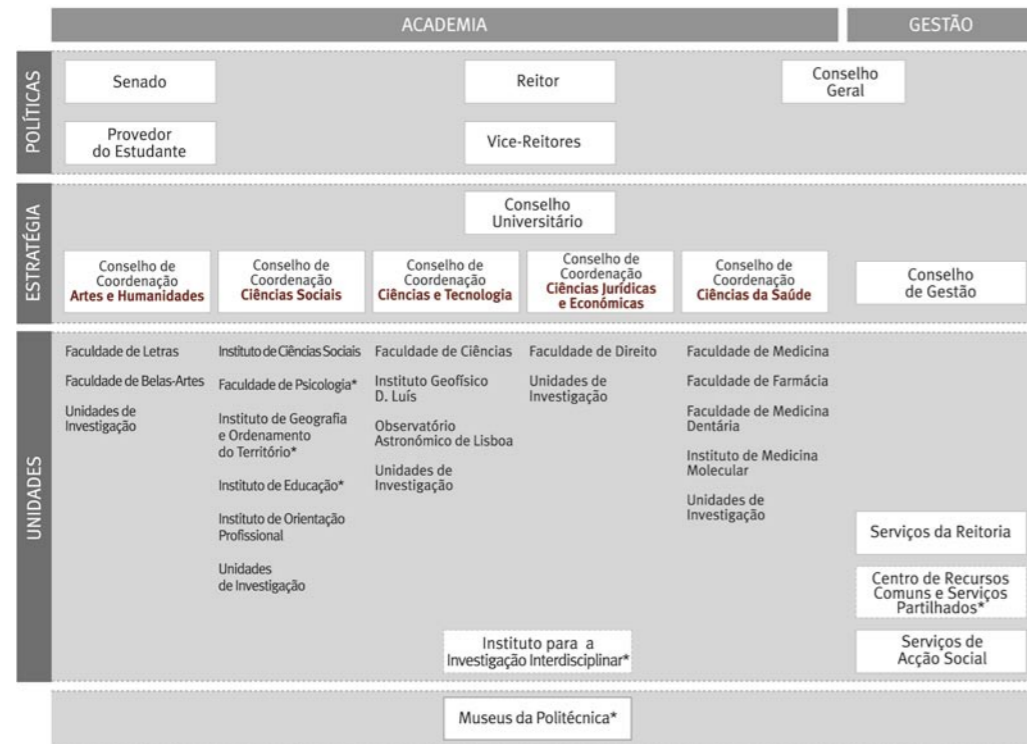 ACADEMIA
GESTÃO
POLÍTICAS
Senado
Reitor
Conselho
Geral
Provedor
do Estudante
Vice-Reitores
ESTRATÉGIA
Conselho
Universitário
Conselho de
Coordenação
Artes e Humanidades
Conselho de
Coordenação
Ciências Sociais
Conselho de
Coordenação
Ciências e Tecnologia
Conselho de
Coordenação
Ciências Jurídicas
e Económicas
Conselho de
Coordenação
Ciências da Saúde
Conselho
de Gestão
UNIDADES
Faculdade de Letras
Faculdade de Belas-Artes
Unidades de
Investigação
Instituto de Ciências Sociais
Faculdade de Psicologia*
Instituto de Geografia
e Ordenamento
do Território*
Instituto de Educação*
Instituto de Orientação
Profissional
Unidades
de Investigação
Faculdade de Ciências
Instituto Geofísico
D. Luís
Observatório
Astronómico de Lisboa
Unidades de
Investigação
Faculdade de Direito
Unidades de
Investigação
Faculdade de Medicina
Faculdade de Farmácia
Faculdade de Medicina
Dentária
Instituto de Medicina
Molecular
Unidades de
Investigação
Serviços da Reitoria
Centro de Recursos
Comuns e Serviços
Partilhados*
Serviços de
Acção Social
Instituto para a
Investigação Interdisciplinar*
Museus da Politécnica*